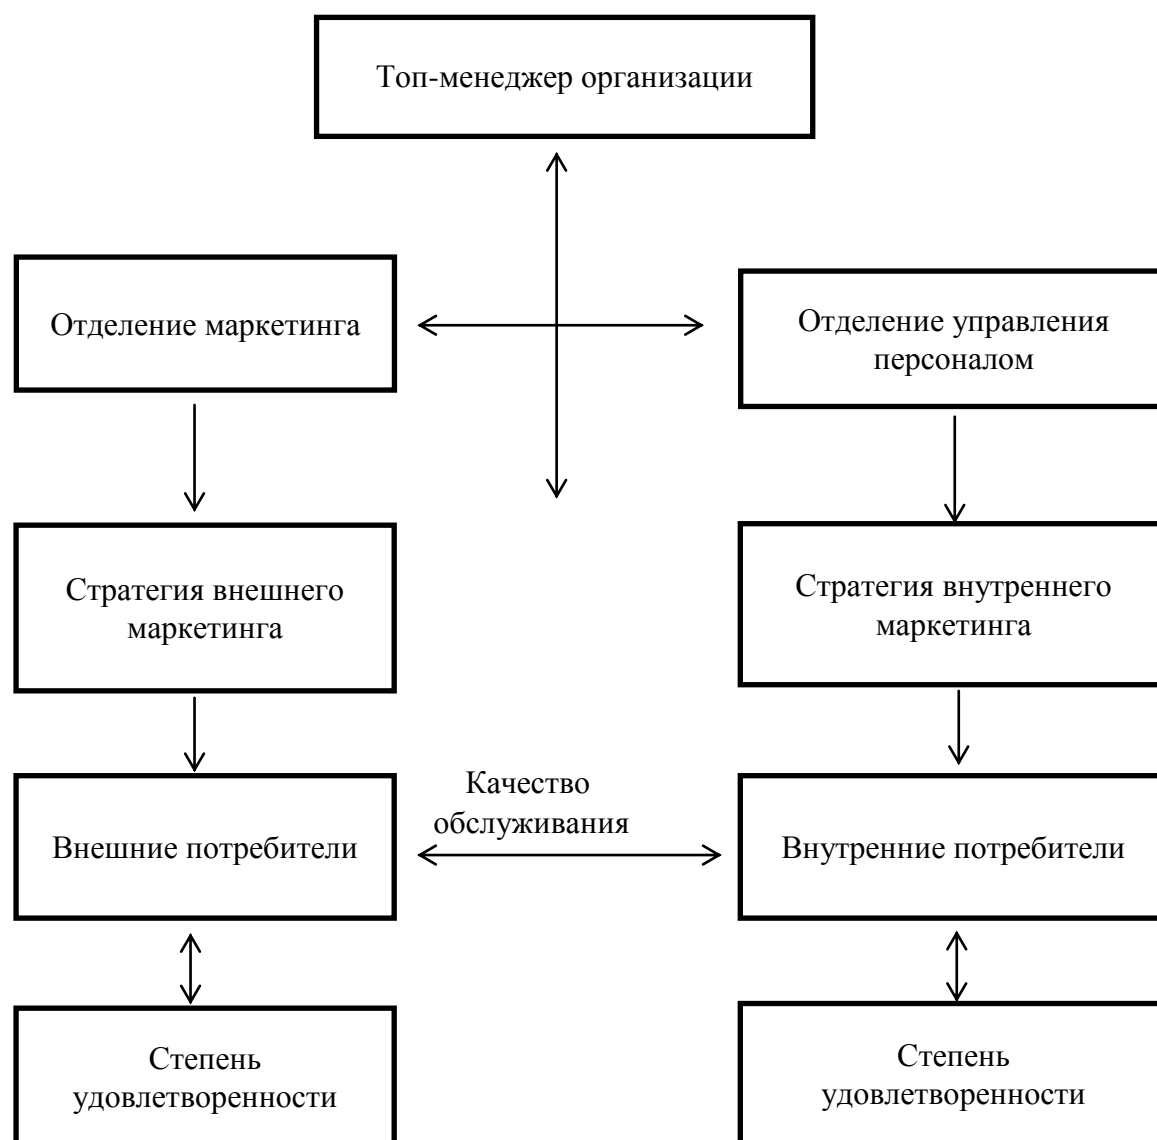 Топ-менеджер организации
Отделение маркетинга
Отделение управления
персоналом
Стратегия внешнего
маркетинга
Стратегия внутреннего
маркетинга
Качество
обслуживания
Внешние потребители
Внутренние потребители
Степень
удовлетворенности
Степень
удовлетворенности